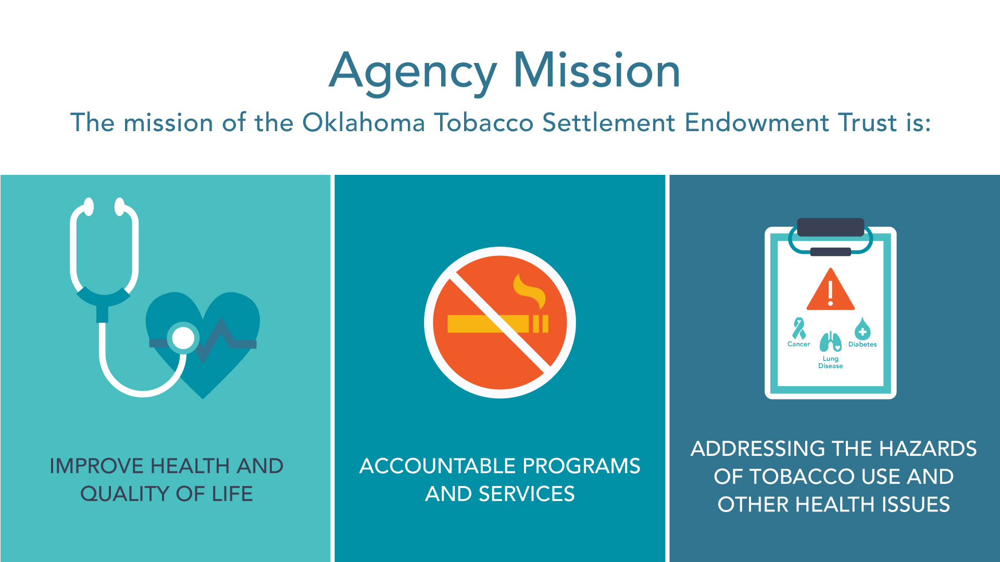 Agency Mission
The mission of the Oklahoma Tobacco Settlement Endowment Trust is:
IMPROVE HEALTH AND
QUALITY OF LIFE
ACCOUNTABLE PROGRAMS
AND SERVICES
Cancer
Lung
Disease
Diabetes
ADDRESSING THE HAZARDS
OF TOBACCO USE AND
OTHER HEALTH ISSUES